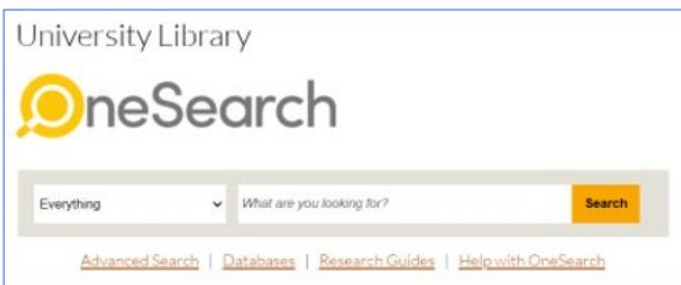 University Library
OneSearch
Everything What are you looking for? Search
Advanced Search | Databases | Research Guides | Help with OneSearch